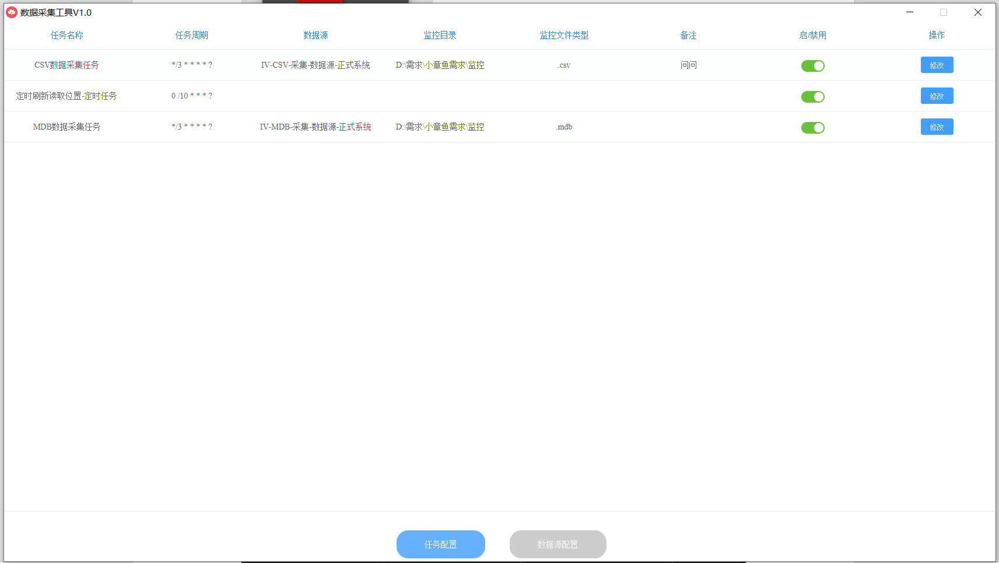 数据采集工具V1.0
任务名称 任务周期 数据源 监控目录 监控文件类型 备注 启/禁用 操作
CSV数据采集任务 */3 * * * * ? IV-CSV-采集-数据源-正式系统 D:\需求\小章鱼需求\监控 .csv 问问 修改
定时刷新读取位置-定时任务 0 /10 * * * ? 修改
MDB数据采集任务 */3 * * * * ? IV-MDB-采集-数据源-正式系统 D:\需求\小章鱼需求\监控 .mdb 修改
任务配置 数据源配置